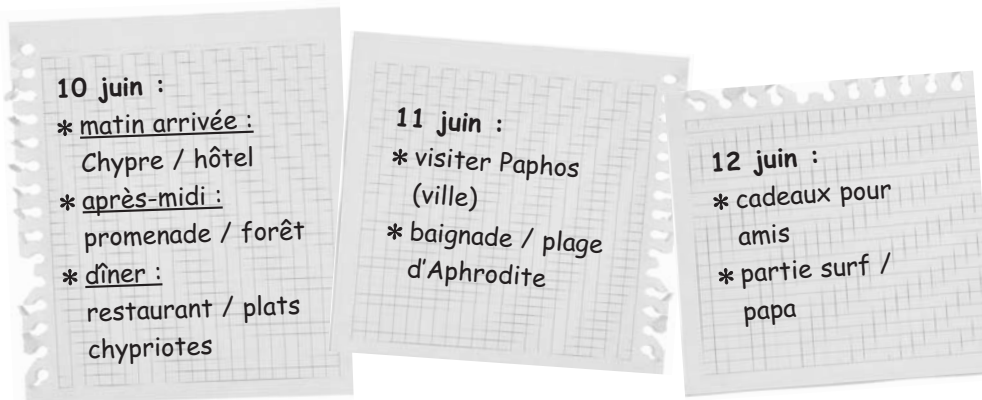 10 juin :
* matin arrivée :
Chypre / hôtel
* après-midi :
promenade / forêt
* dîner :
restaurant / plats
chypriotes
11 juin :
* visiter Paphos
(ville)
* baignade / plage
d'Aphrodite
12 juin :
* cadeaux pour
amis
* partie surf /
papa